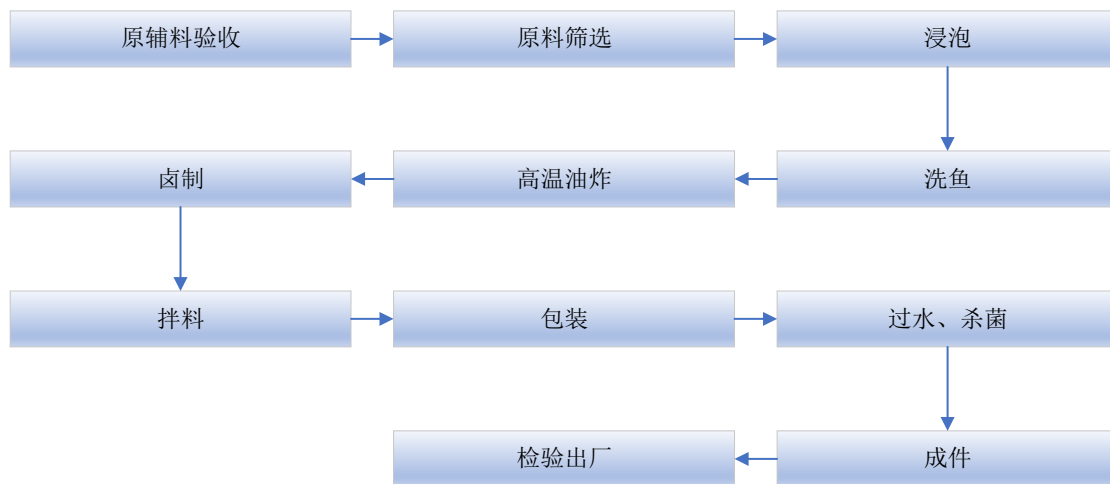 原辅料验收
原料筛选
浸泡
洗鱼
高温油炸
卤制
拌料
包装
过水、杀菌
成件
检验出厂